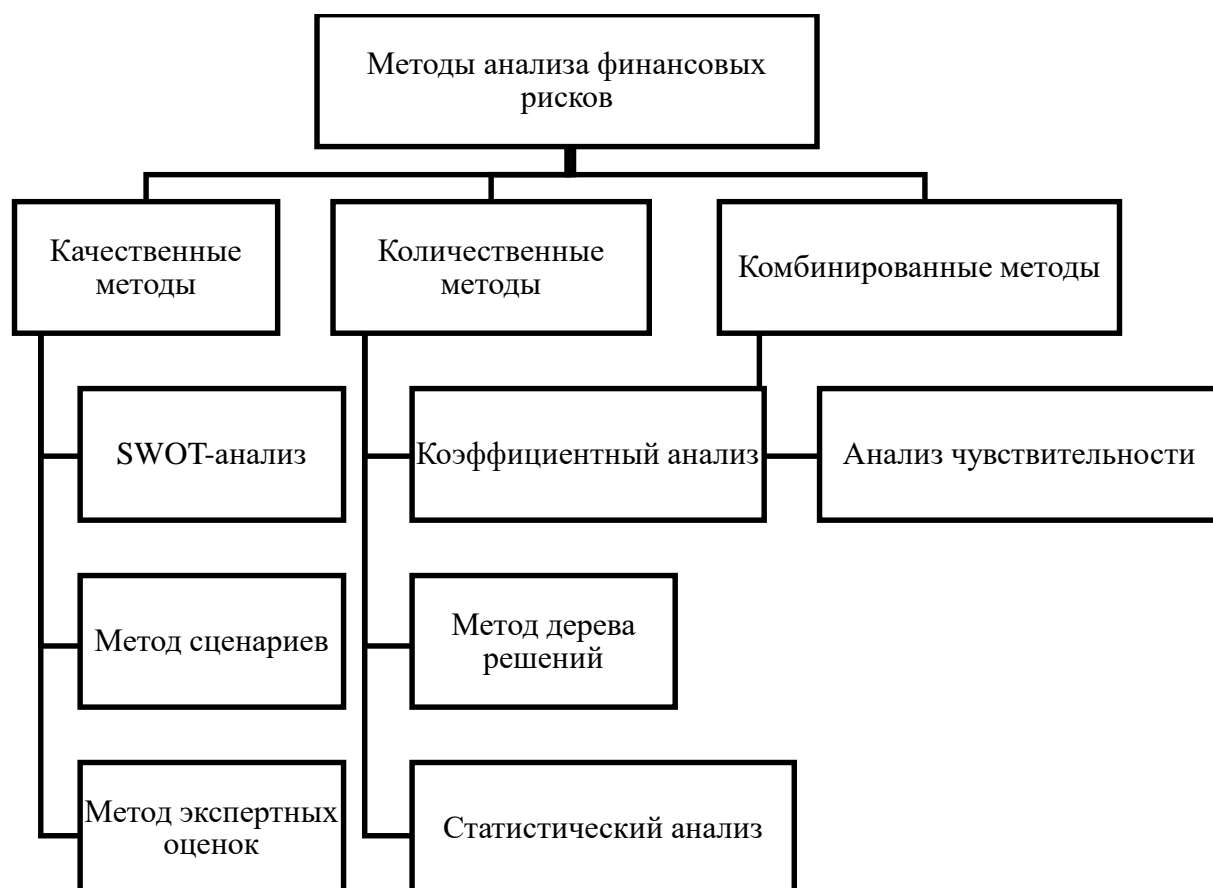 Методы анализа финансовых
рисков
Качественные
методы
Количественные
методы
Комбинированные методы
SWOT-анализ
Коэффициентный анализ
Анализ чувствительности
Метод сценариев
Метод дерева
решений
Метод экспертных
оценок
Статистический анализ